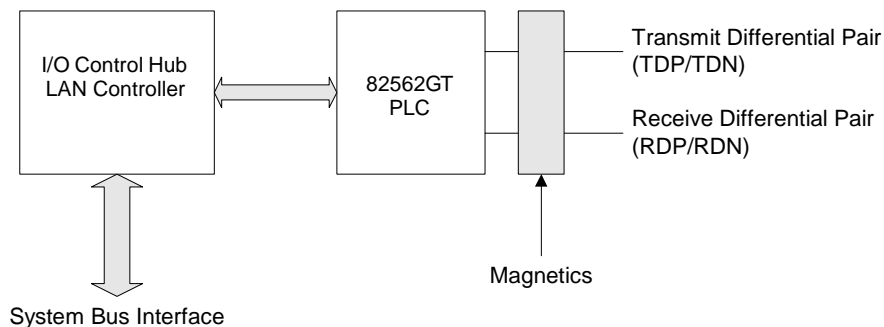 I/O Control Hub
LAN Controller
82562GT
PLC
Transmit Differential Pair
(TDP/TDN)
Receive Differential Pair
(RDP/RDN)
Magnetics
System Bus Interface